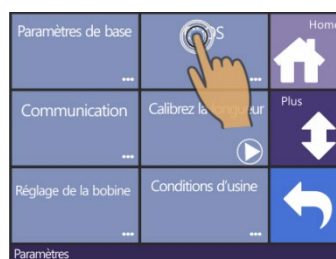 Paramètres de base
Home
Communication
Calibrez la
Plus
Réglage de la bobine
Conditions d'usine
Paramètres